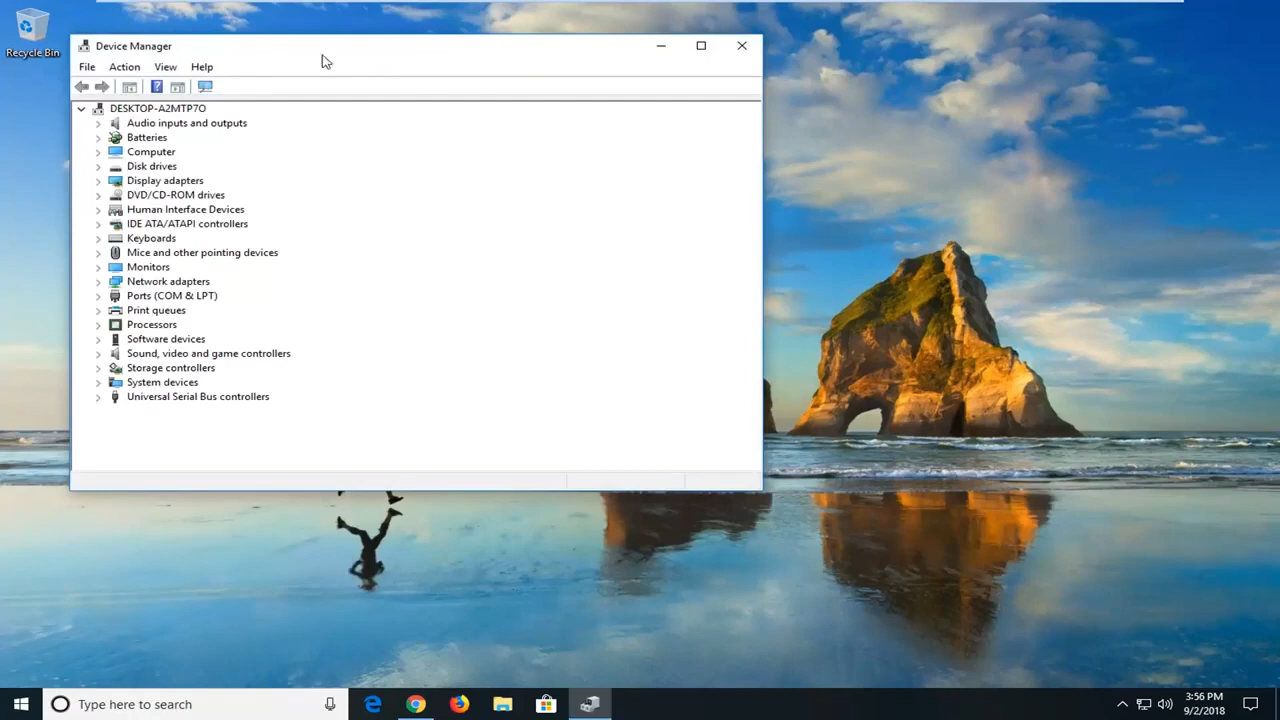 Recycle Bin
Device Manager
File Action View Help
DESKTOP-A2MTP7O
Audio inputs and outputs
Batteries
Computer
Disk drives
Display adapters
DVD/CD-ROM drives
Human Interface Devices
IDE ATA/ATAPI controllers
Keyboards
Mice and other pointing devices
Monitors
Network adapters
Ports (COM & LPT)
Print queues
Processors
Software devices
Sound, video and game controllers
Storage controllers
System devices
Universal Serial Bus controllers
Type here to search
3:56 PM
9/2/2018